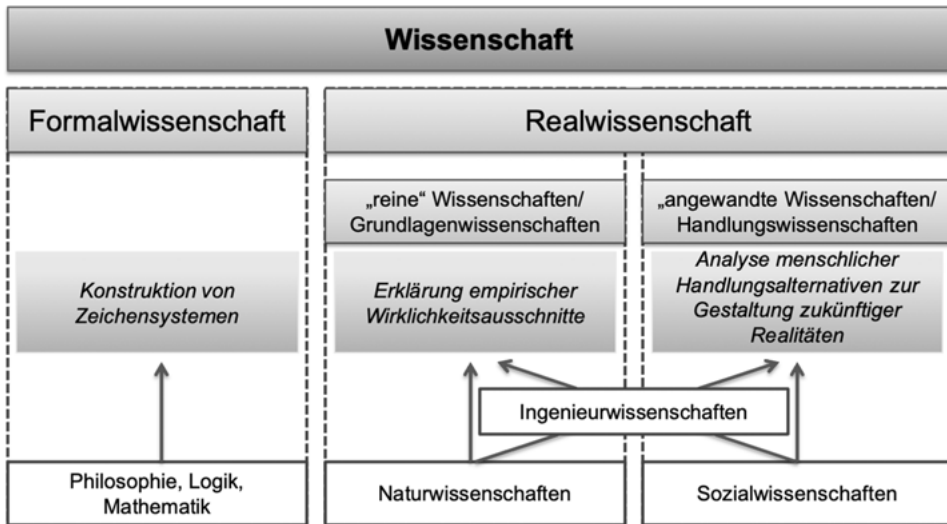 Wissenschaft
Formalwissenschaft
Realwissenschaft
„reine“ Wissenschaften/
Grundlagenwissenschaften
„angewandte Wissenschaften/
Handlungswissenschaften
Konstruktion von
Zeichensystemen
Erklärung empirischer
Wirklichkeitsausschnitte
Analyse menschlicher
Handlungsalternativen zur
Gestaltung zukünftiger
Realitäten
Ingenieurwissenschaften
Philosophie, Logik,
Mathematik
Naturwissenschaften
Sozialwissenschaften